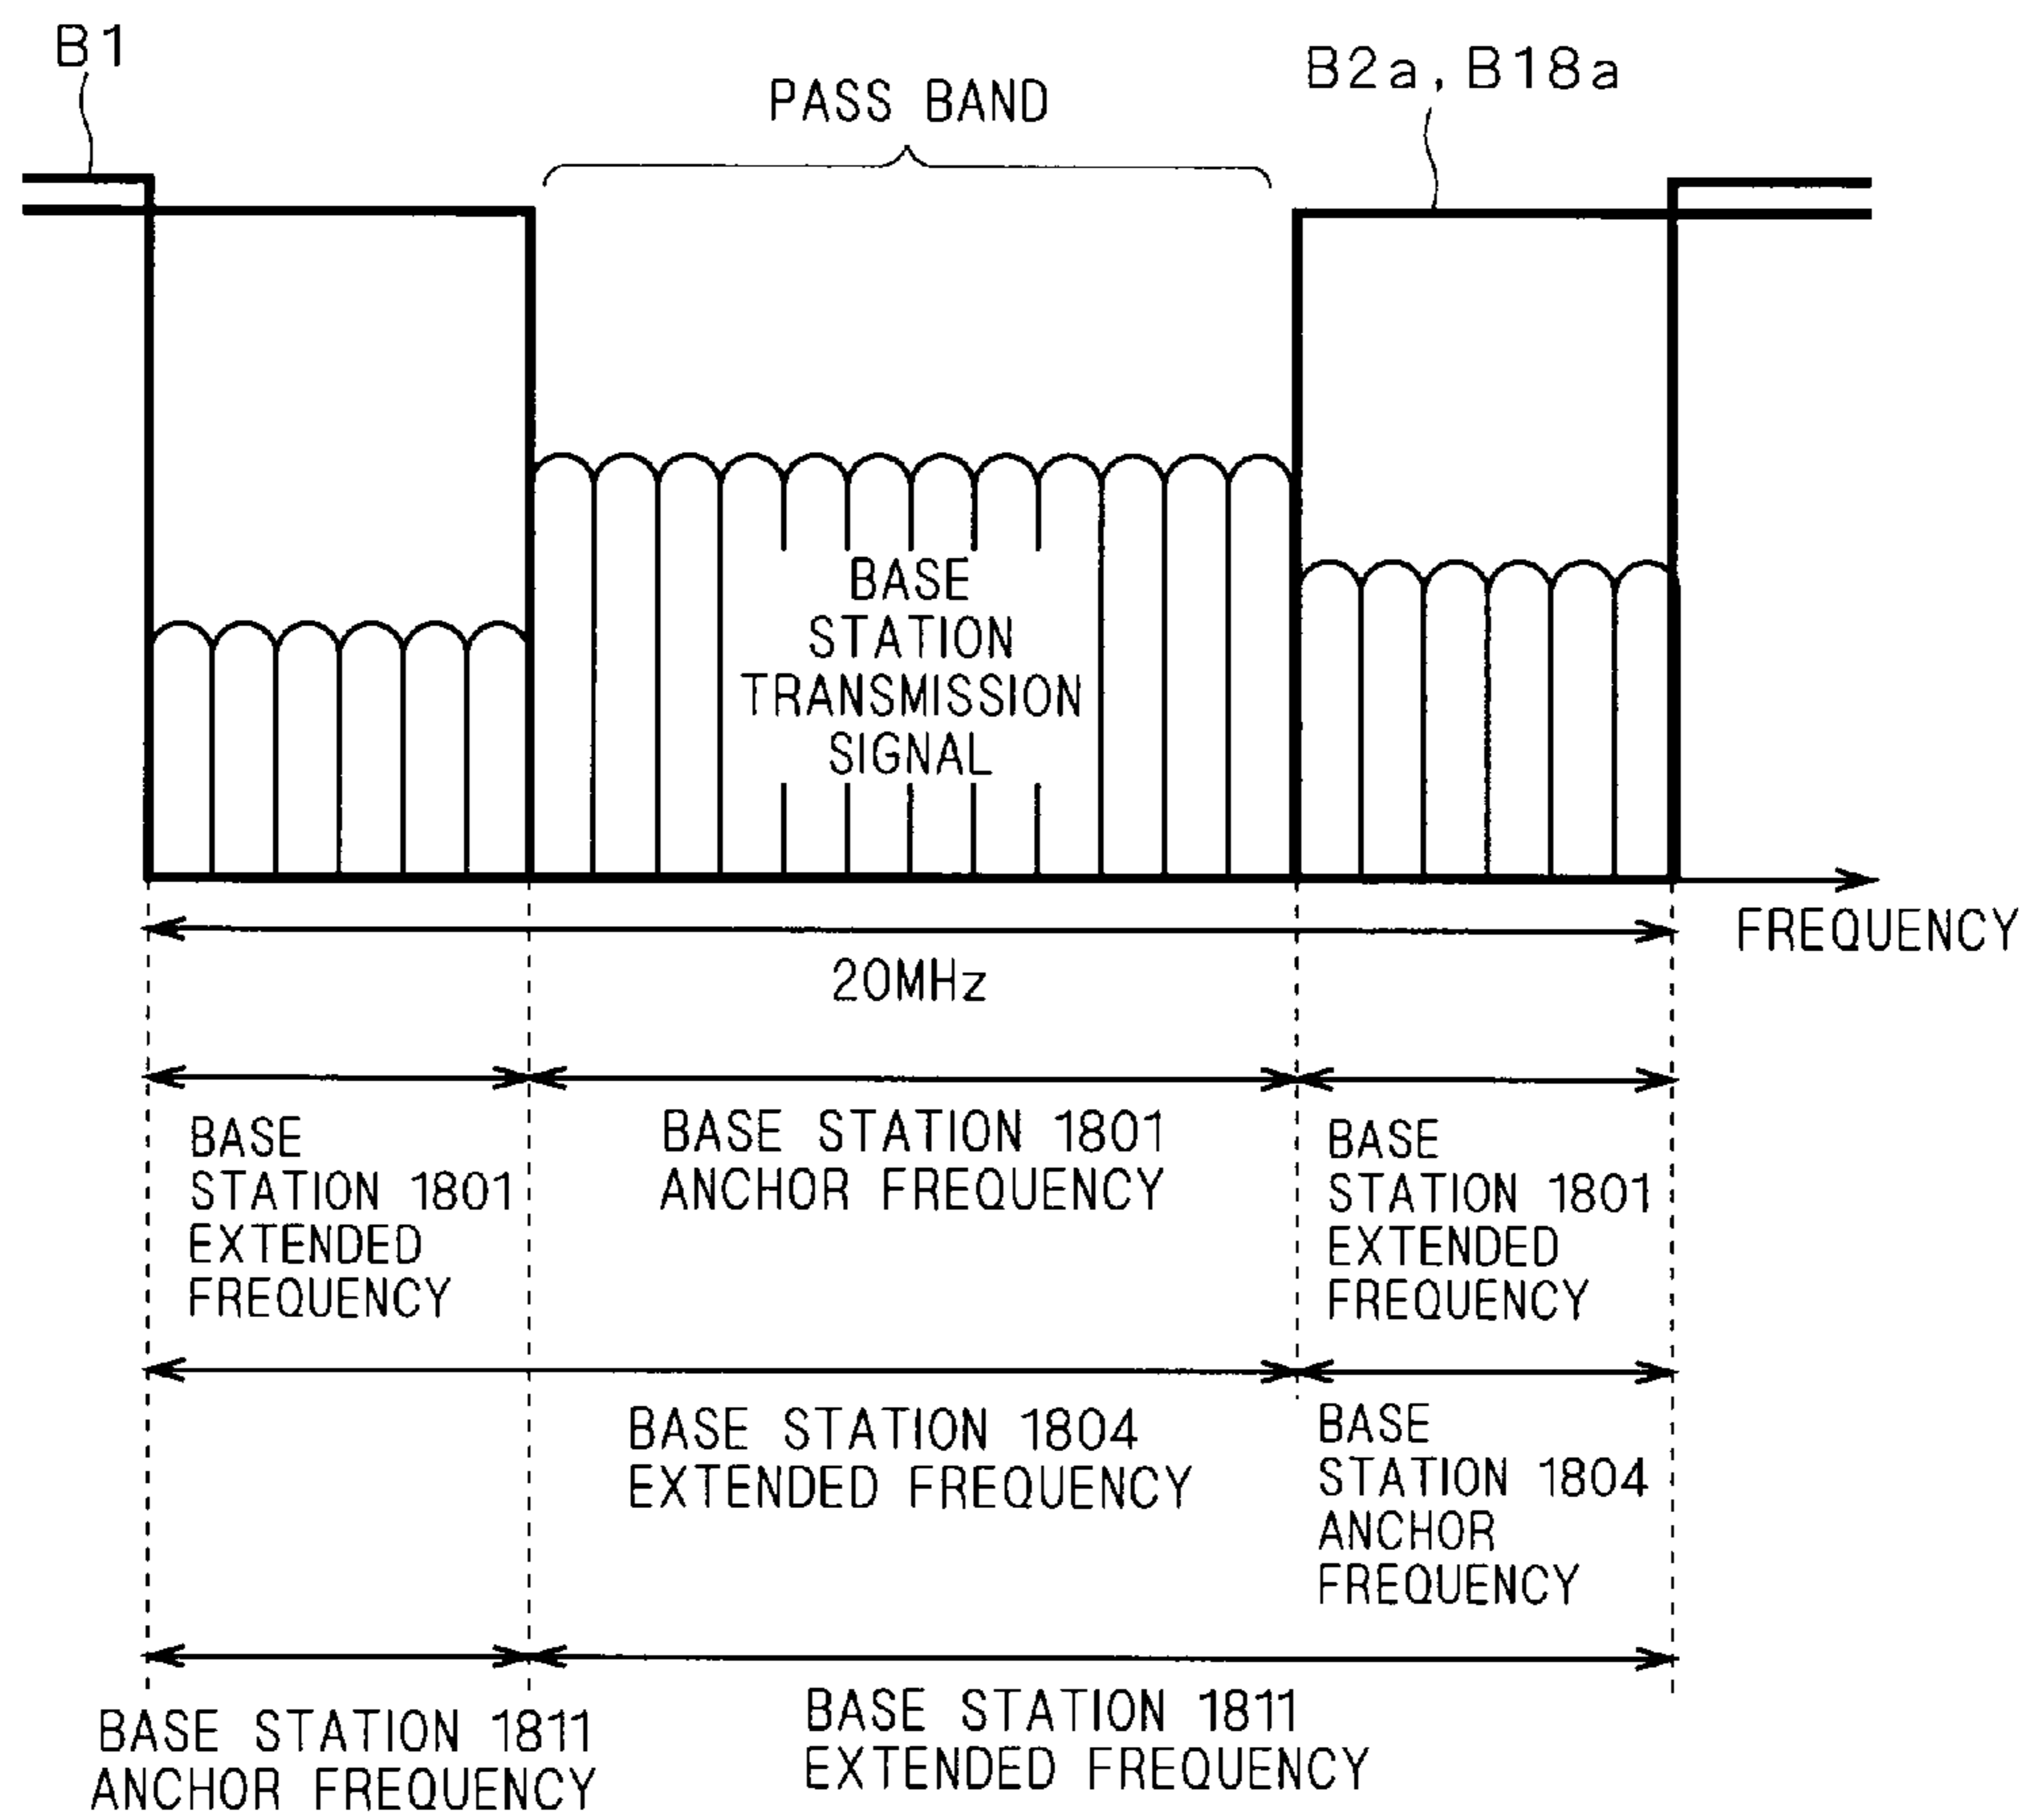 B1
PASS BAND
B2a, B18a
BASE
STATION
TRANSMISSION
SIGNAL
FREQUENCY
20MHz
BASE
STATION 1801
EXTENDED
FREQUENCY
BASE STATION 1801
ANCHOR FREQUENCY
BASE
STATION 1801
EXTENDED
FREQUENCY
BASE STATION 1804
EXTENDED FREQUENCY
BASE
STATION 1804
ANCHOR
FREQUENCY
BASE STATION 1811
ANCHOR FREQUENCY
BASE STATION 1811
EXTENDED FREQUENCY